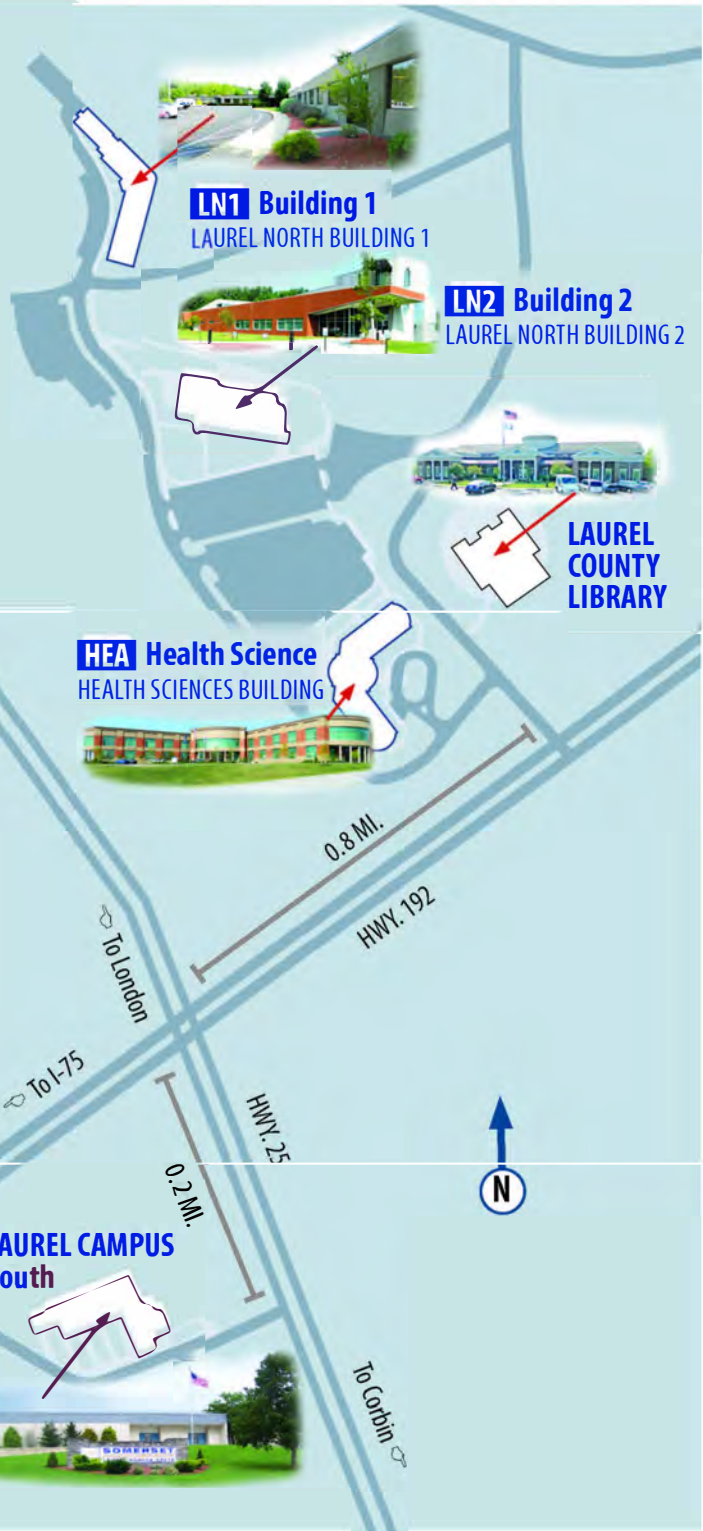 LN1 Building 1
LAUREL NORTH BUILDING 1
LN2 Building 2
LAUREL NORTH BUILDING 2
LAUREL
COUNTY
LIBRARY
HEA Health Science
HEALTH SCIENCES BUILDING
0.8 MI.
HWY. 192
To London
To I-75
HWY. 25
0.2 MI.
N
AUREL CAMPUS
outh
To Corbin
SOMERSET